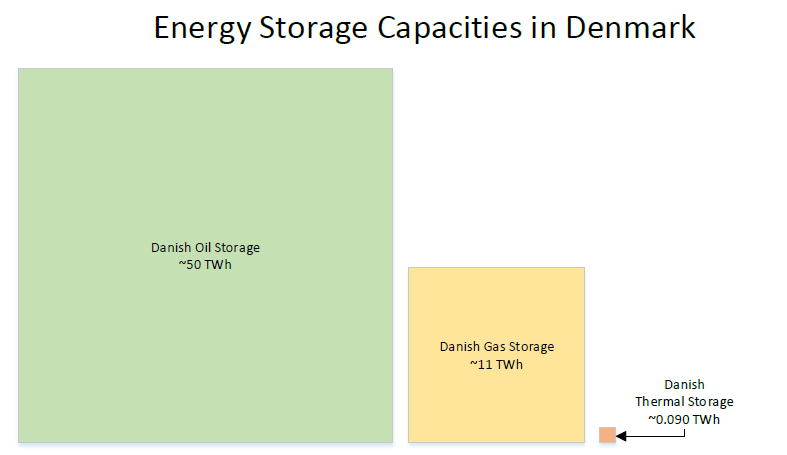 Energy Storage Capacities in Denmark
Danish Oil Storage
~50 TWh
Danish Gas Storage
~11 TWh
Danish
Thermal Storage
~0.090 TWh